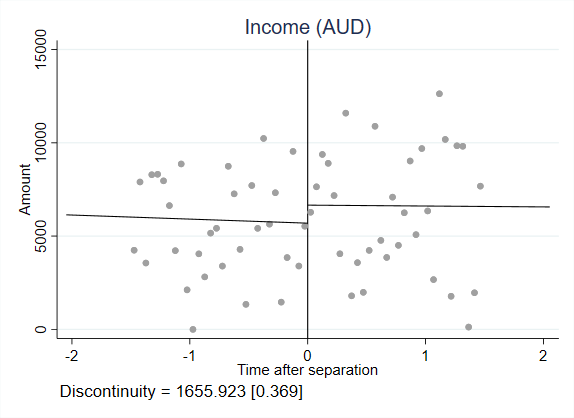 Income (AUD)
15000
10000
5000
0
Amount
-2 -1 0 1 2
Time after separation
Discontinuity = 1655.923 [0.369]